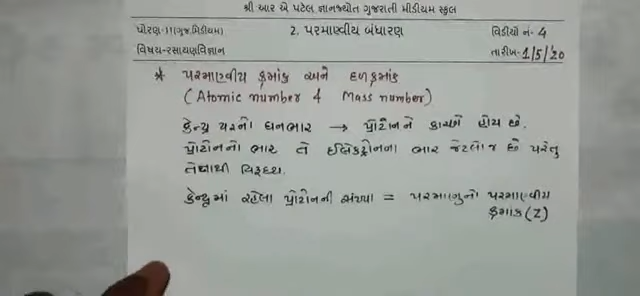 શ્રી આર એ પટેલ જ્ઞાનજ્યોત ગુજરાતી મીડીયમ સ્કુલ
ધોરણ-11(ગુજ.મિડીયમ)
2. પરમાણ્વીય બંધારણ
વિડીયો નં- 4
વિષય-રસાયણવિજ્ઞાન
તારીખ-1/5/20
* પરમાણ્વીય ક્રમાંક અને દળક્રમાંક
(Atomic number & Mass number)
કેન્દ્ર પરનો ધનભાર → પ્રોટીનને કારણે હોય છે.
પ્રોટીનનો ભાર તે ઈલેક્ટ્રોનના ભાર જેટલોજ છે પરંતુ
તેનાથી વિરૂધ્ધ.
કેન્દ્રમાં રહેલા પ્રોટીનની સંખ્યા = પરમાણુનો પરમાણ્વીય
ક્રમાંક (Z)